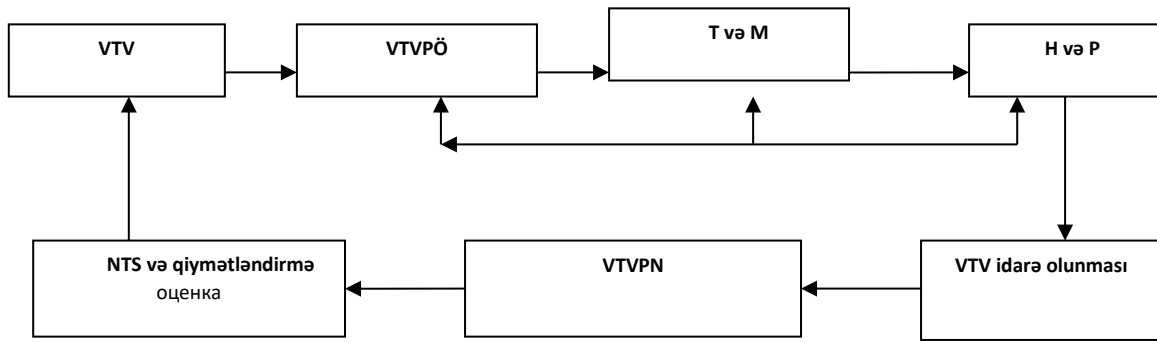 VTV
VTVPÖ
T və M
H və P
NTS və qiymətləndirmə
оценка
VTVPN
VTV idarə olunması